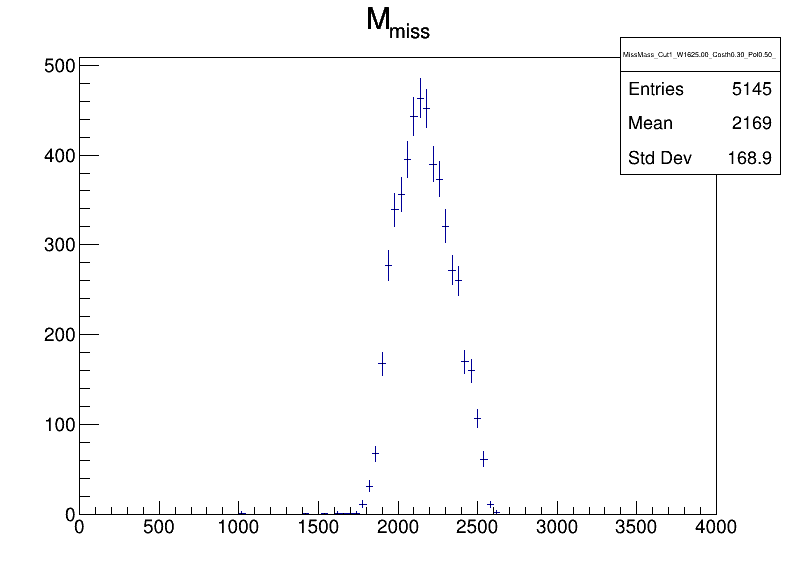 M_miss
MissMass_Cut1_W1625.00_Costh0.30_Pol0.50_
Entries 5145
Mean 2169
Std Dev 168.9
500
400
300
200
100
0
0 500 1000 1500 2000 2500 3000 3500 4000